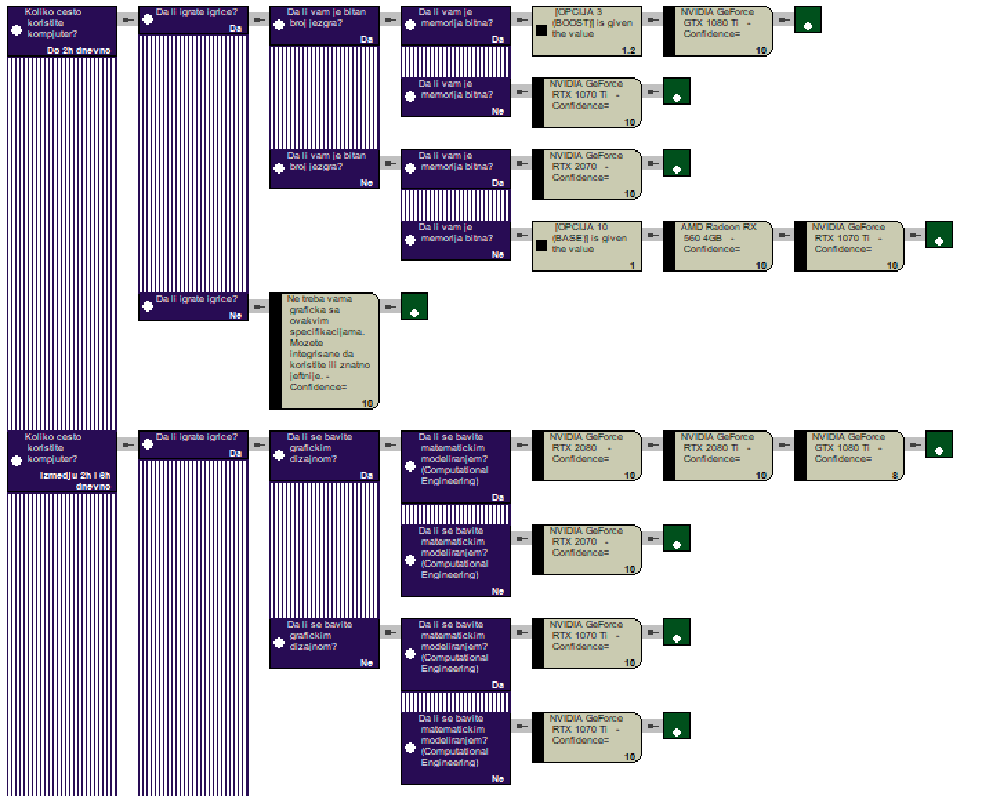 Koliko cesto
koristite
kompjuter?
Do 2h dnevno
Da li igrate igrice?
Da
Da li vam je bitan
broj jezgra?
Da
Da li vam je
memorija bitna?
Da
[OPCIJA 3
(BOOST)] is given
the value
1.2
NVIDIA GeForce
GTX 1080 Ti -
Confidence=
10
Da li vam je
memorija bitna?
Ne
NVIDIA GeForce
RTX 1070 Ti -
Confidence=
10
Da li vam je bitan
broj jezgra?
Ne
Da li vam je
memorija bitna?
Da
NVIDIA GeForce
RTX 2070 -
Confidence=
10
Da li vam je
memorija bitna?
Ne
[OPCIJA 10
(BASE)] is given
the value
1
AMD Radeon RX
560 4GB -
Confidence=
10
NVIDIA GeForce
RTX 1070 Ti -
Confidence=
10
Da li igrate igrice?
Ne
Ne treba vama
graficka sa
ovakvim
specifikacijama.
Mozete
integrisane da
koristite ili znatno
jeftnije. -
Confidence=
10
Koliko cesto
koristite
kompjuter?
Izmedju 2h i 6h
dnevno
Da li igrate igrice?
Da
Da li se bavite
grafickim
dizajnom?
Da
Da li se bavite
matematickim
modeliranjem?
(Computational
Engineering)
Da
NVIDIA GeForce
RTX 2080 -
Confidence=
10
NVIDIA GeForce
RTX 2080 Ti -
Confidence=
10
NVIDIA GeForce
GTX 1080 Ti -
Confidence=
8
Da li se bavite
matematickim
modeliranjem?
(Computational
Engineering)
Ne
NVIDIA GeForce
RTX 2070 -
Confidence=
10
Da li se bavite
grafickim
dizajnom?
Ne
Da li se bavite
matematickim
modeliranjem?
(Computational
Engineering)
Da
NVIDIA GeForce
RTX 1070 Ti -
Confidence=
10
Da li se bavite
matematickim
modeliranjem?
(Computational
Engineering)
Ne
NVIDIA GeForce
RTX 1070 Ti -
Confidence=
10